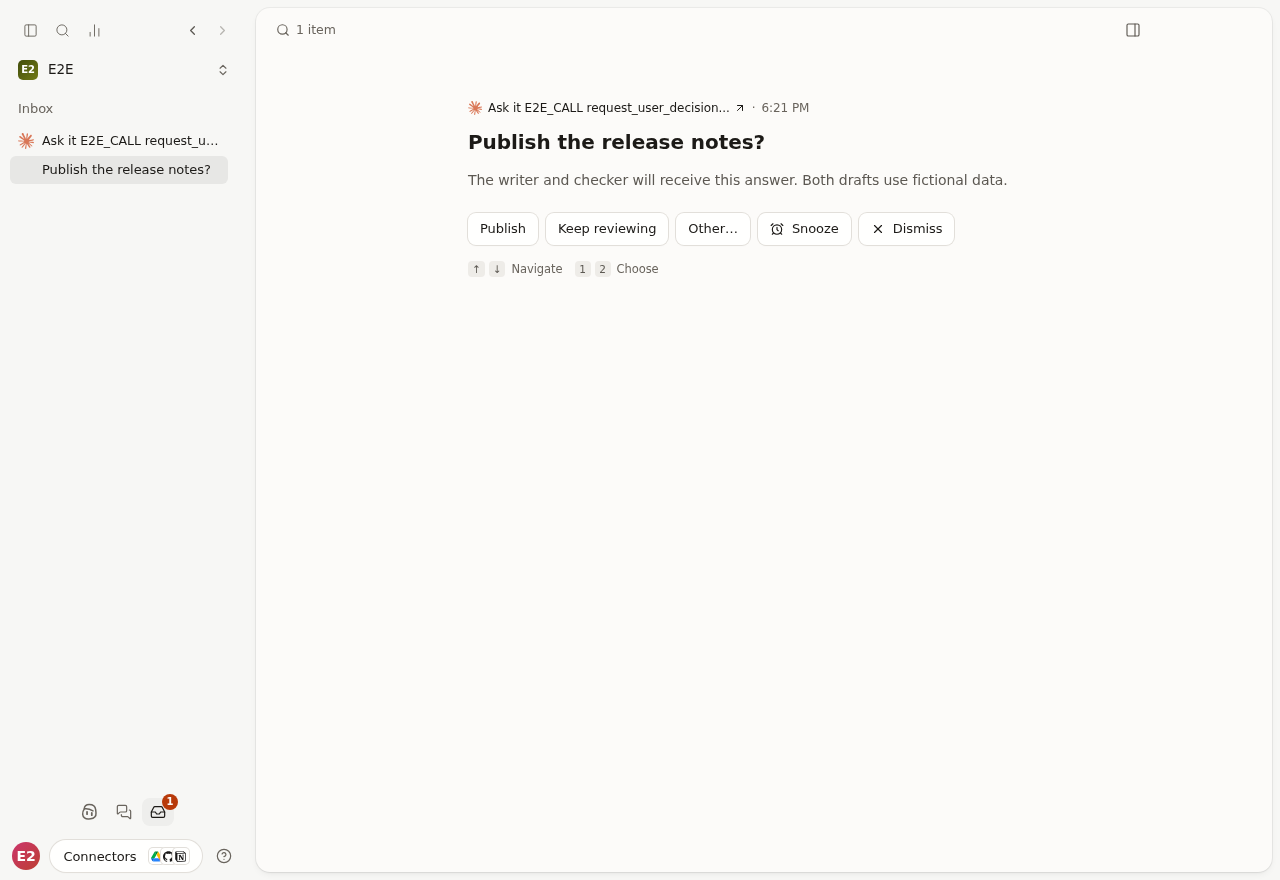 1 item
E2 E2E
Inbox
Ask it E2E_CALL request_u...
Publish the release notes?
Ask it E2E_CALL request_user_decision... · 6:21 PM
Publish the release notes?
The writer and checker will receive this answer. Both drafts use fictional data.
Publish Keep reviewing Other... Snooze Dismiss
↑ ↓ Navigate 1 2 Choose
1
E2 Connectors